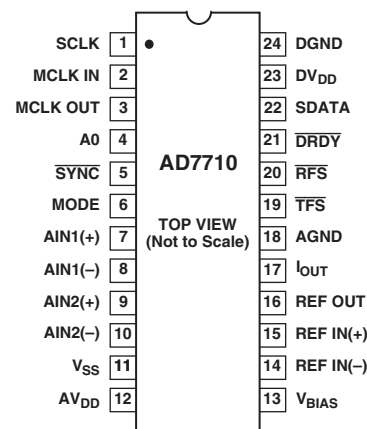 SCLK 1 24 DGND
MCLK IN 2 23 DVDD
MCLK OUT 3 22 SDATA
A0 4 21 DRDY
SYNC 5 20 RFS
MODE 6 19 TFS
AIN1(+) 7 18 AGND
AIN1(–) 8 17 IOUT
AIN2(+) 9 16 REF OUT
AIN2(–) 10 15 REF IN(+)
VSS 11 14 REF IN(–)
AVDD 12 13 VBIAS
AD7710
TOP VIEW
(Not to Scale)